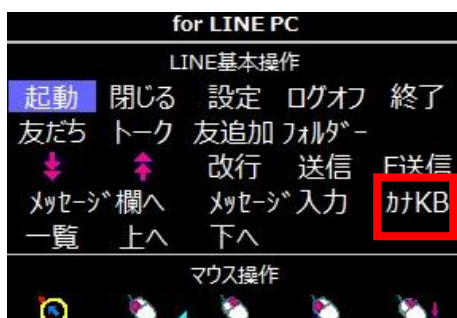 for LINE PC
LINE基本操作
起動 閉じる 設定 ログオフ 終了
友だち トーク 友追加 フォルダー
改行 送信 E送信
メッセージ欄へ メッセージ入力 カナKB
一覧 上へ 下へ
マウス操作